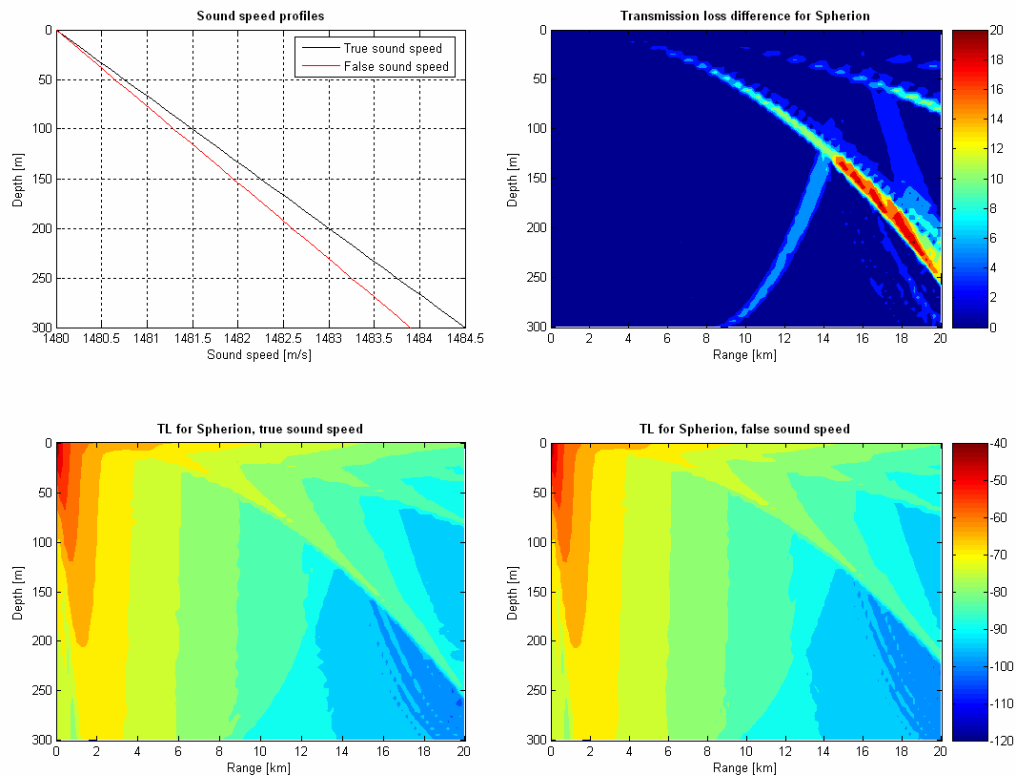 Sound speed profiles
True sound speed
False sound speed
0
50
100
150
200
250
300
Depth [m]
1480 1480.5 1481 1481.5 1482 1482.5 1483 1483.5 1484 1484.5
Sound speed [m/s]
Transmission loss difference for Spherion
0
50
100
150
200
250
300
Depth [m]
0 2 4 6 8 10 12 14 16 18 20
Range [km]
20
18
16
14
12
10
8
6
4
2
0
TL for Spherion, true sound speed
0
50
100
150
200
250
300
Depth [m]
0 2 4 6 8 10 12 14 16 18 20
Range [km]
TL for Spherion, false sound speed
0
50
100
150
200
250
300
Depth [m]
0 2 4 6 8 10 12 14 16 18 20
Range [km]
-40
-50
-60
-70
-80
-90
-100
-110
-120